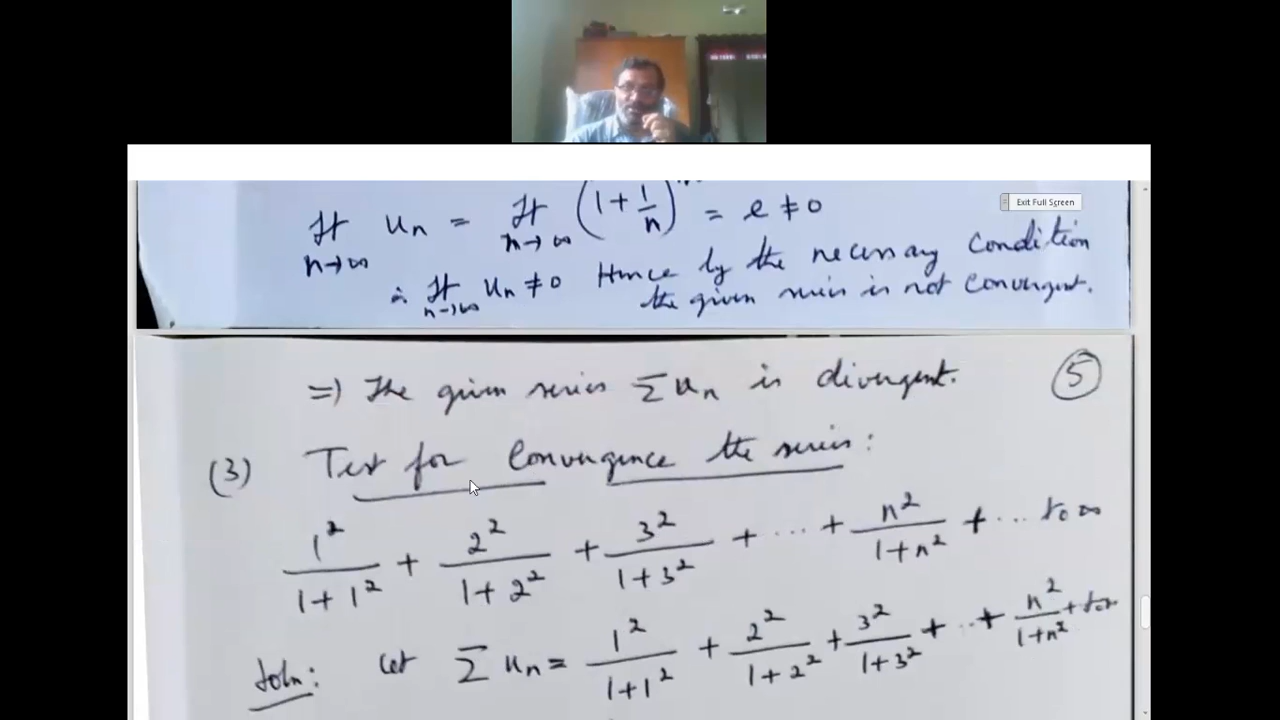 Exit Full Screen
lt n→∞ un = lt n→∞ (1 + 1/n)^n = e ≠ 0
∴ lt n→∞ un ≠ 0 Hence by the necessary condition
the given series is not convergent.
⇒) The given series Σ un is divergent. (5)
(3) Test for Convergence the series:
1²/(1+1²) + 2²/(1+2²) + 3²/(1+3²) + ... + n²/(1+n²) + ... to ∞
Soln: Let Σ un = 1²/(1+1²) + 2²/(1+2²) + 3²/(1+3²) + ... + n²/(1+n²) + to ∞